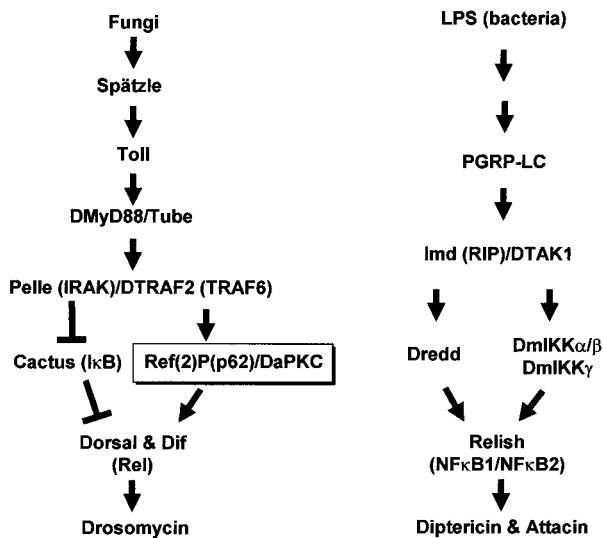 Fungi
Spätzle
Toll
DMyD88/Tube
Pelle (IRAK)/DTRAF2 (TRAF6)
Cactus (IκB)
Ref(2)P(p62)/DaPKC
Dorsal & Dif
(Rel)
Drosomycin
LPS (bacteria)
PGRP-LC
Imd (RIP)/DTAK1
Dredd
DmIKKα/β
DmIKKγ
Relish
(NFκB1/NFκB2)
Diptericin & Attacin